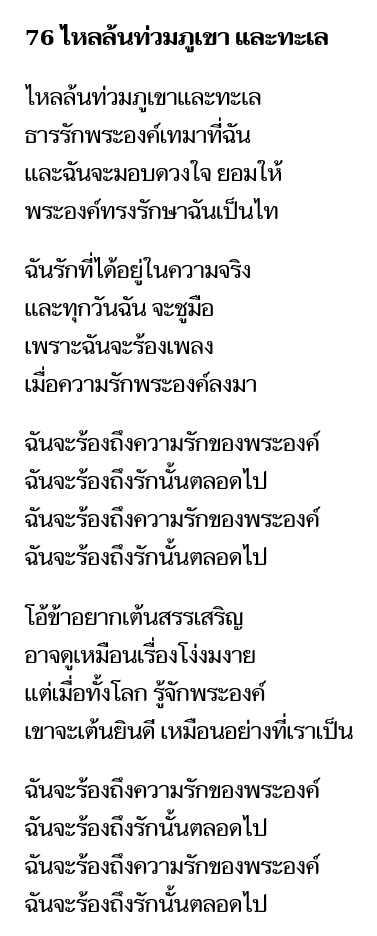 76 ไหลล้นท่วมภูเขา และทะเล
ไหลล้นท่วมภูเขาและทะเล
ธารรักพระองค์เทมาที่ฉัน
และฉันจะมอบดวงใจ ยอมให้
พระองค์ทรงรักษาฉันเป็นไท
ฉันรักที่ได้อยู่ในความจริง
และทุกวันฉัน จะชูมือ
เพราะฉันจะร้องเพลง
เมื่อความรักพระองค์ลงมา
ฉันจะร้องถึงความรักของพระองค์
ฉันจะร้องถึงรักนั้นตลอดไป
ฉันจะร้องถึงความรักของพระองค์
ฉันจะร้องถึงรักนั้นตลอดไป
โอ้ข้าอยากเต้นสรรเสริญ
อาจดูเหมือนเรื่องโง่งมงาย
แต่เมื่อทั้งโลก รู้จักพระองค์
เขาจะเต้นยินดี เหมือนอย่างที่เราเป็น
ฉันจะร้องถึงความรักของพระองค์
ฉันจะร้องถึงรักนั้นตลอดไป
ฉันจะร้องถึงความรักของพระองค์
ฉันจะร้องถึงรักนั้นตลอดไป